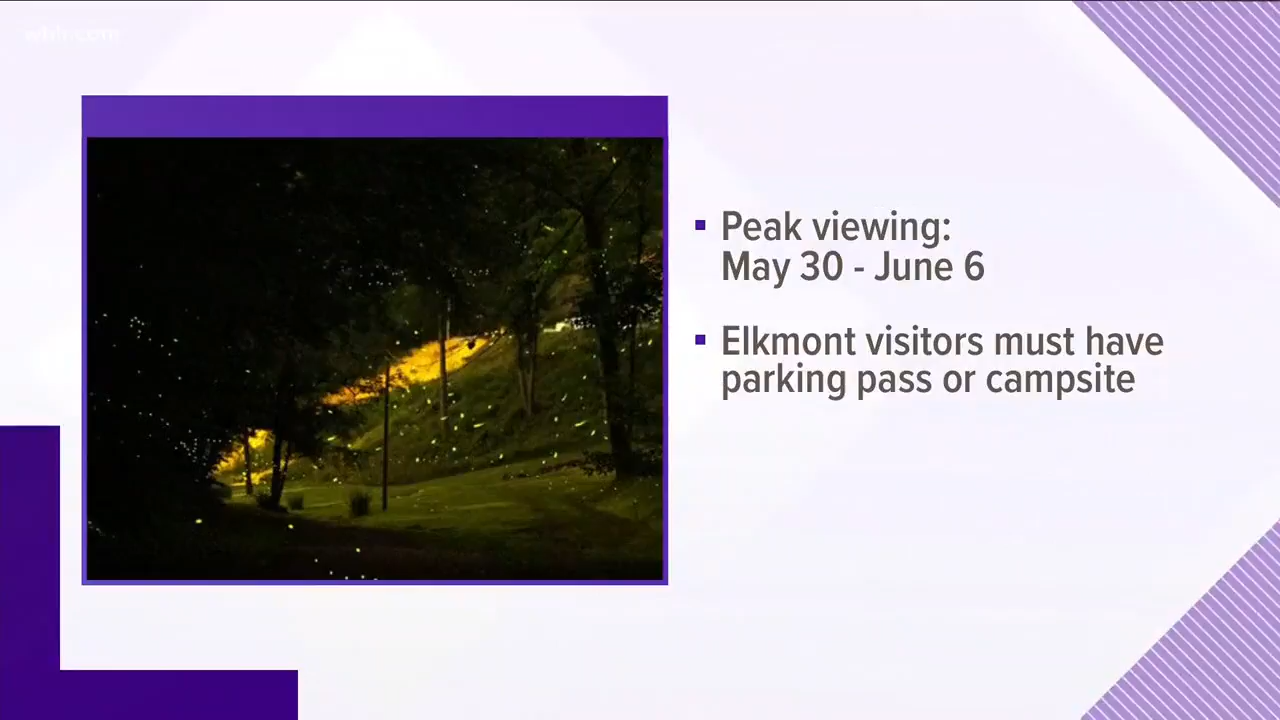 Peak viewing:
May 30 - June 6
Elkmont visitors must have
parking pass or campsite